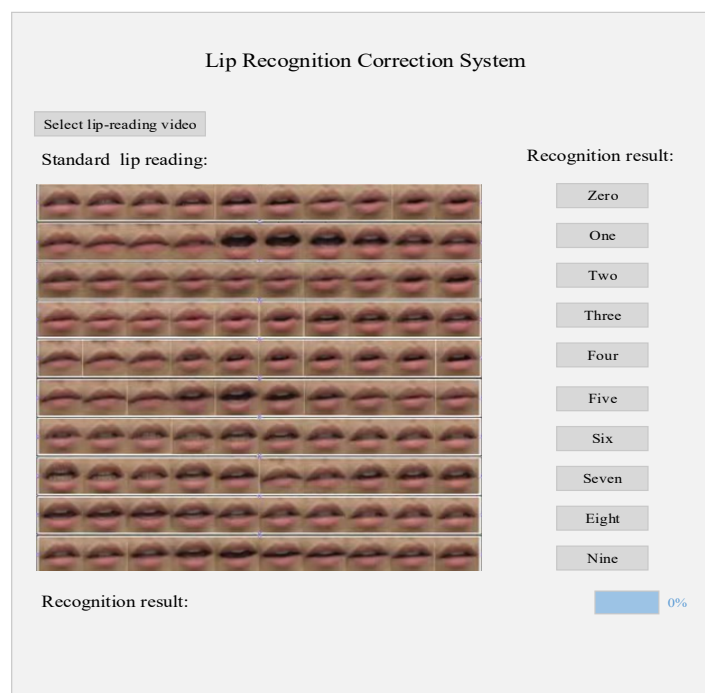 Lip Recognition Correction System
Select lip-reading video
Standard lip reading:
Recognition result:
Zero
One
Two
Three
Four
Five
Six
Seven
Eight
Nine
Recognition result:
0%